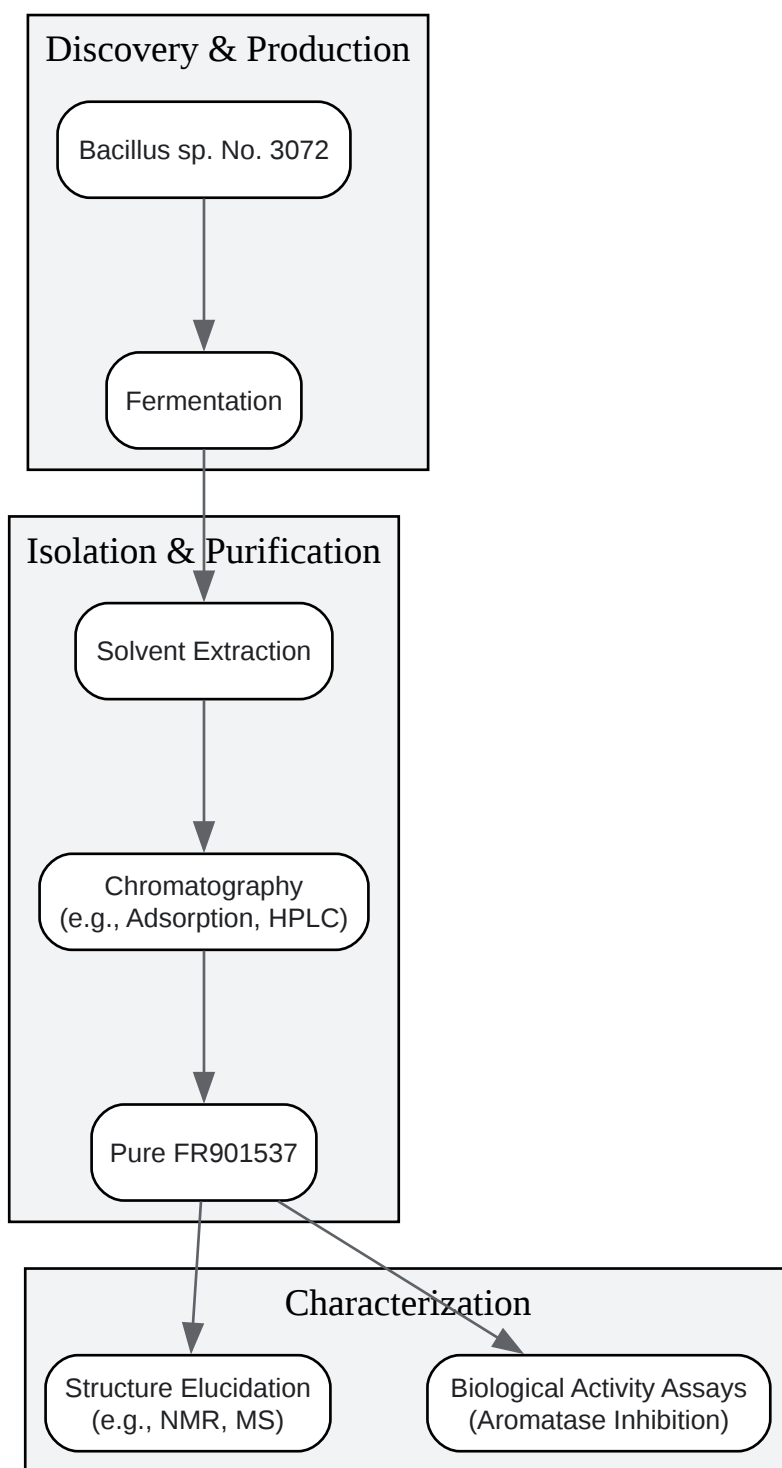 Discovery & Production
Bacillus sp. No. 3072
Fermentation
Isolation & Purification
Solvent Extraction
Chromatography
(e.g., Adsorption, HPLC)
Pure FR901537
Characterization
Structure Elucidation
(e.g., NMR, MS)
Biological Activity Assays
(Aromatase Inhibition)